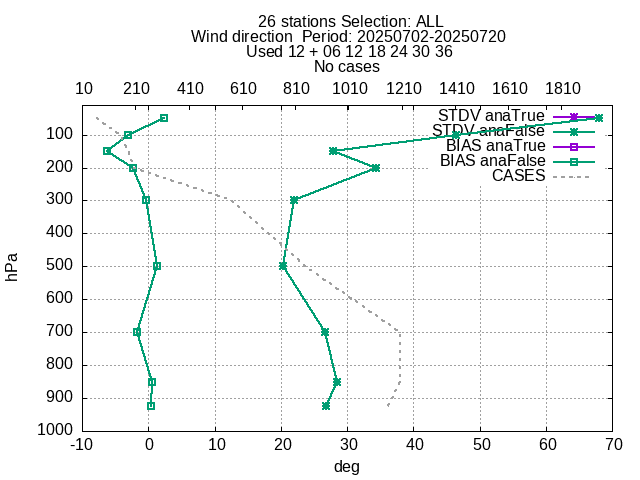 26 stations Selection: ALL
Wind direction  Period: 20250702-20250720
Used 12 + 06 12 18 24 30 36
No cases
10 210 410 610 810 1010 1210 1410 1610 1810
STDV anaTrue
STDV anaFalse
BIAS anaTrue
BIAS anaFalse
CASES
100
200
300
400
500
600
700
800
900
1000
hPa
-10 0 10 20 30 40 50 60 70
deg